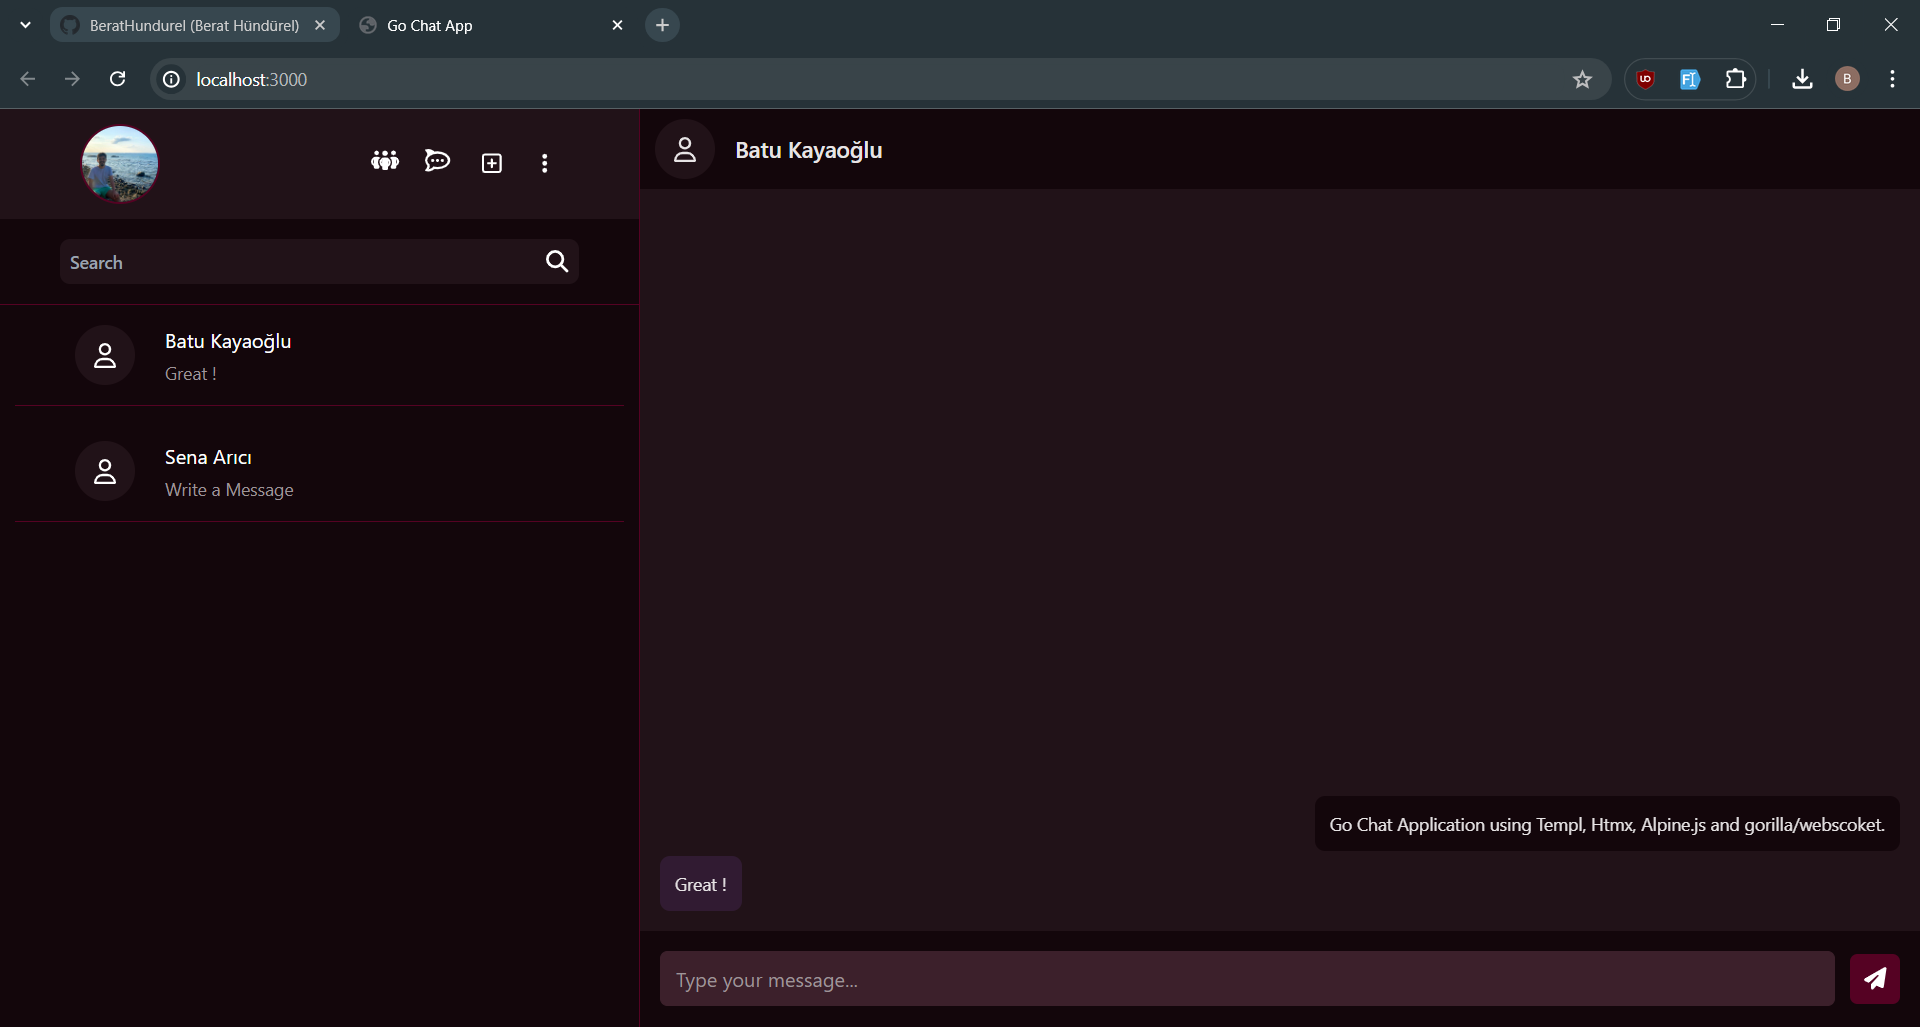 BeratHundurel (Berat Hündürel)
Go Chat App
localhost:3000
B
Batu Kayaoğlu
Search
Batu Kayaoğlu
Great !
Sena Arıcı
Write a Message
Go Chat Application using Templ, Htmx, Alpine.js and gorilla/webscoket.
Great !
Type your message...